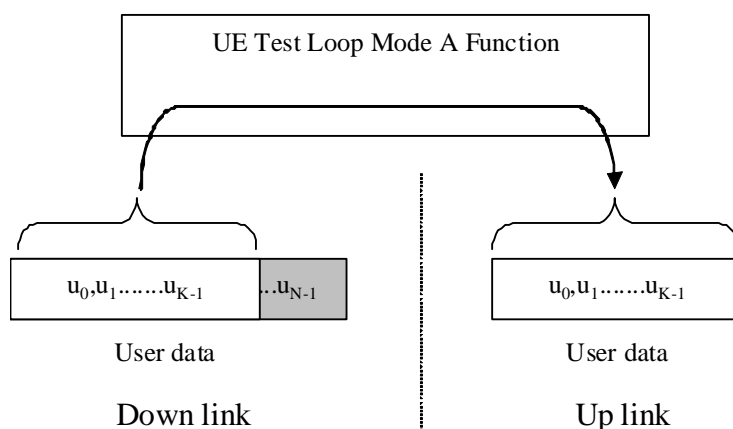 UE Test Loop Mode A Function
u0,u1.......uK-1 ...uN-1
u0,u1.......uK-1
User data
User data
Down link
Up link